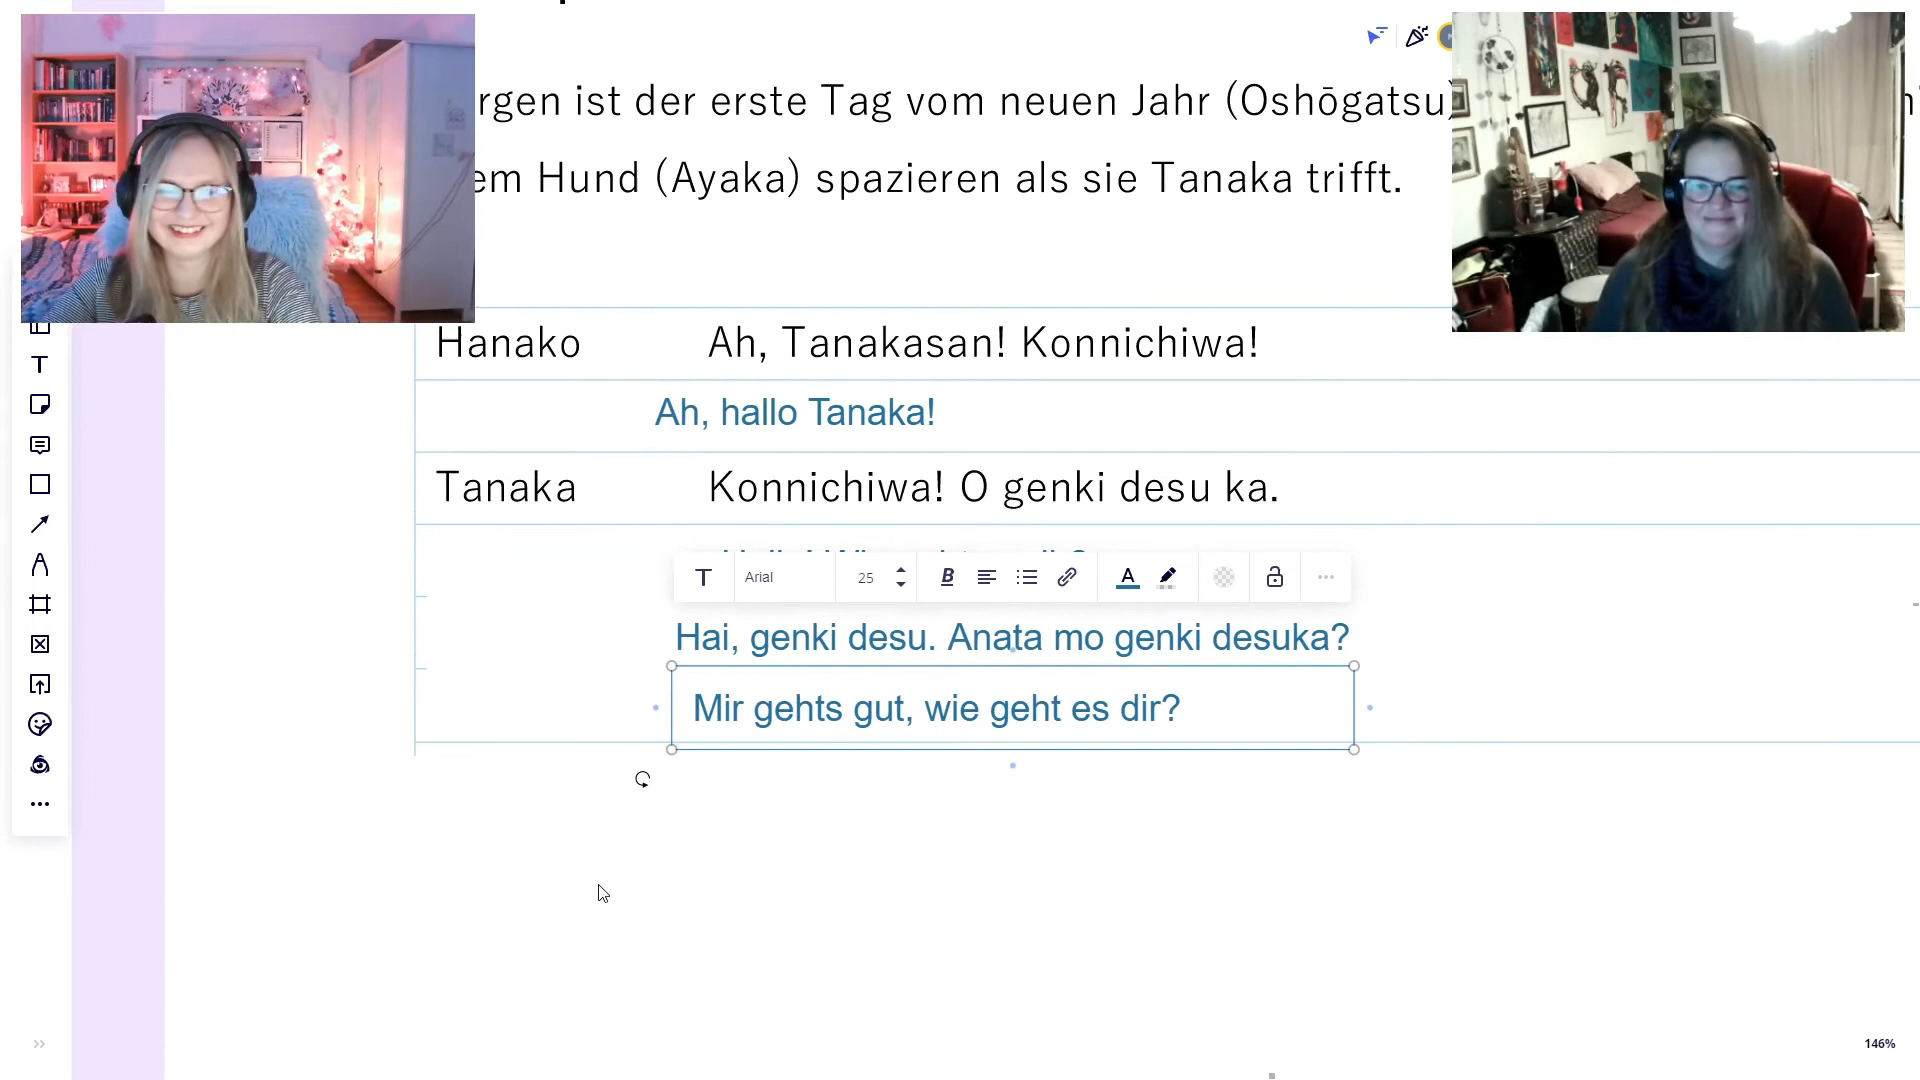 rgen ist der erste Tag vom neuen Jahr (Oshōgatsu)
em Hund (Ayaka) spazieren als sie Tanaka trifft.
Hanako Ah, Tanakasan! Konnichiwa!
Ah, hallo Tanaka!
Tanaka Konnichiwa! O genki desu ka.
Arial 25
Hai, genki desu. Anata mo genki desuka?
Mir gehts gut, wie geht es dir?
146%